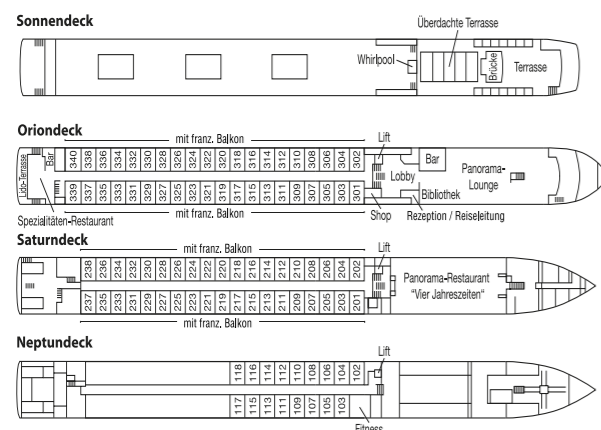 Sonnendeck
Überdachte Terrasse
Whirlpool
Brücke
Terrasse
Oriondeck
mit franz. Balkon
Lift
Lido-Terrasse
Bar
340 338 336 334 332 330 328 326 324 322 320 318 316 314 312 310 308 306 304 302
Lobby
Bar
Panorama-
Lounge
339 337 335 333 331 329 327 325 323 321 319 317 315 313 311 309 307 305 303 301
Bibliothek
mit franz. Balkon
Shop
Rezeption / Reiseleitung
Spezialitäten-Restaurant
Saturndeck
mit franz. Balkon
Lift
238 236 234 232 230 228 226 224 222 220 218 216 214 212 210 208 206 204 202
Panorama-Restaurant
"Vier Jahreszeiten"
237 235 233 231 229 227 225 223 221 219 217 215 213 211 209 207 205 203 201
mit franz. Balkon
Neptundeck
Lift
118 116 114 112 110 108 106 104 102
117 115 113 111 109 107 105 103
Fitness